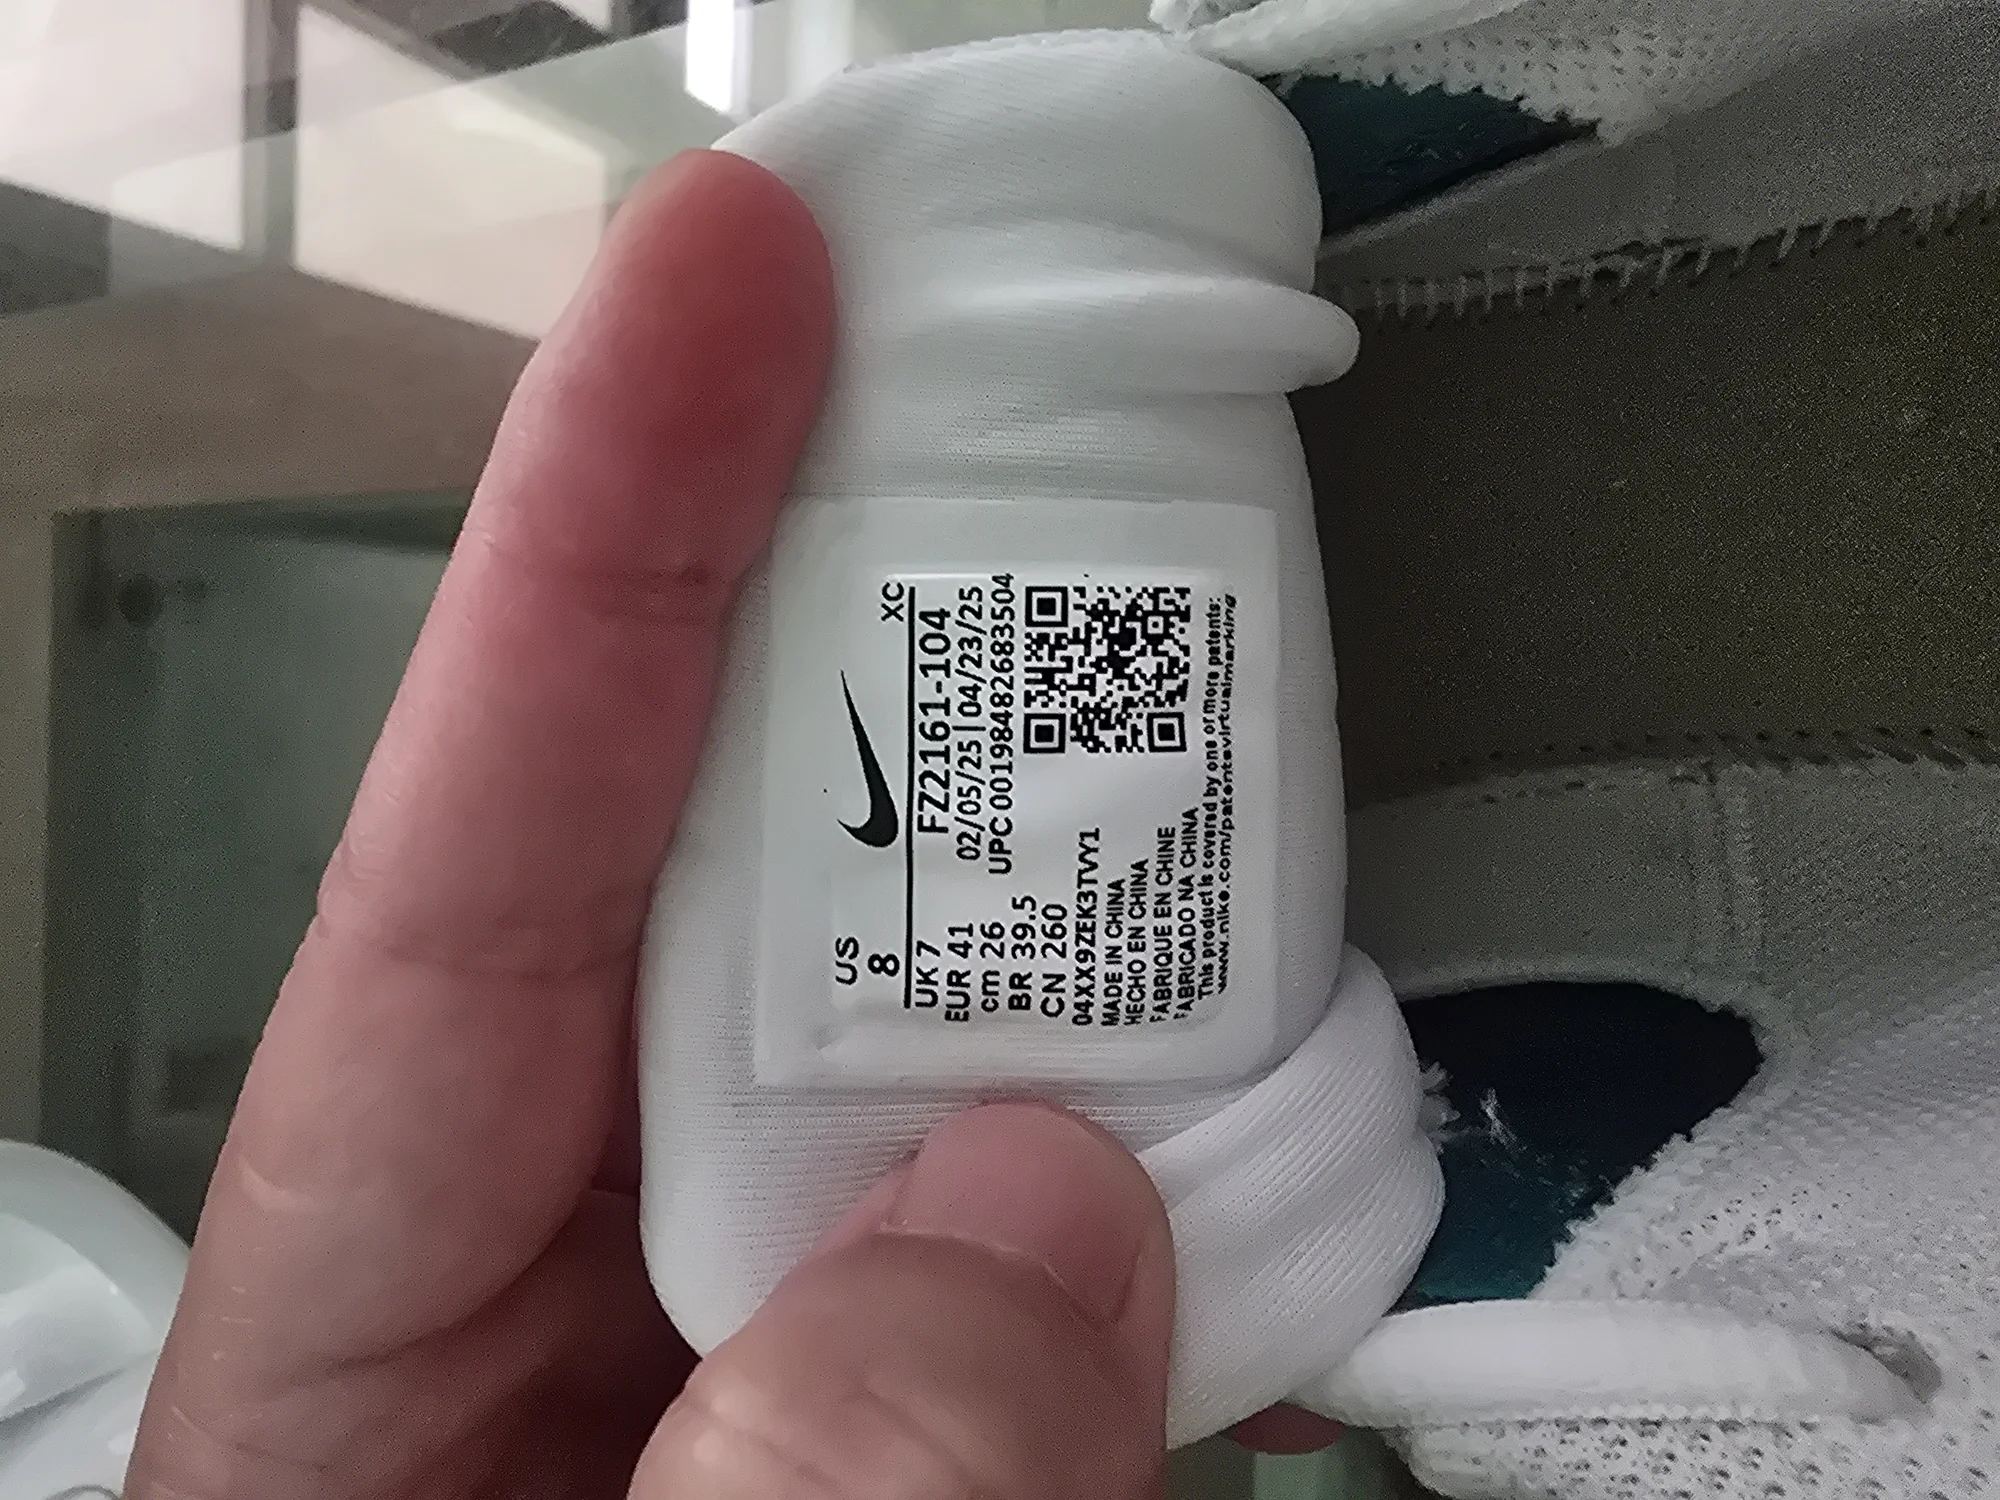 US
8
XC
UK 7
EUR 41
cm 26
BR 39.5
CN 260
FZ2161-104
02/05/25|04/23/25
UPC 00198482683504
04XX9ZEK3TVY1
MADE IN CHINA
HECHO EN CHINA
FABRIQUE EN CHINE
FABRICADO NA CHINA
This product is covered by one or more patents:
www.nike.com/patentsvirtualmarking